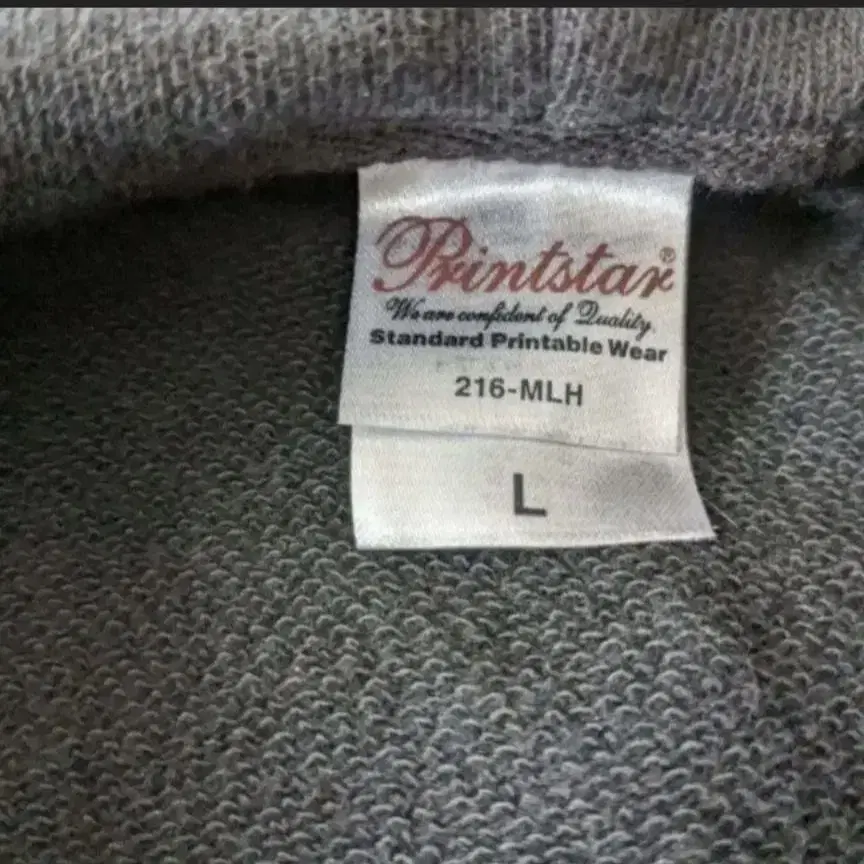 Printstar®
We are confident of Quality.
Standard Printable Wear
216-MLH
L